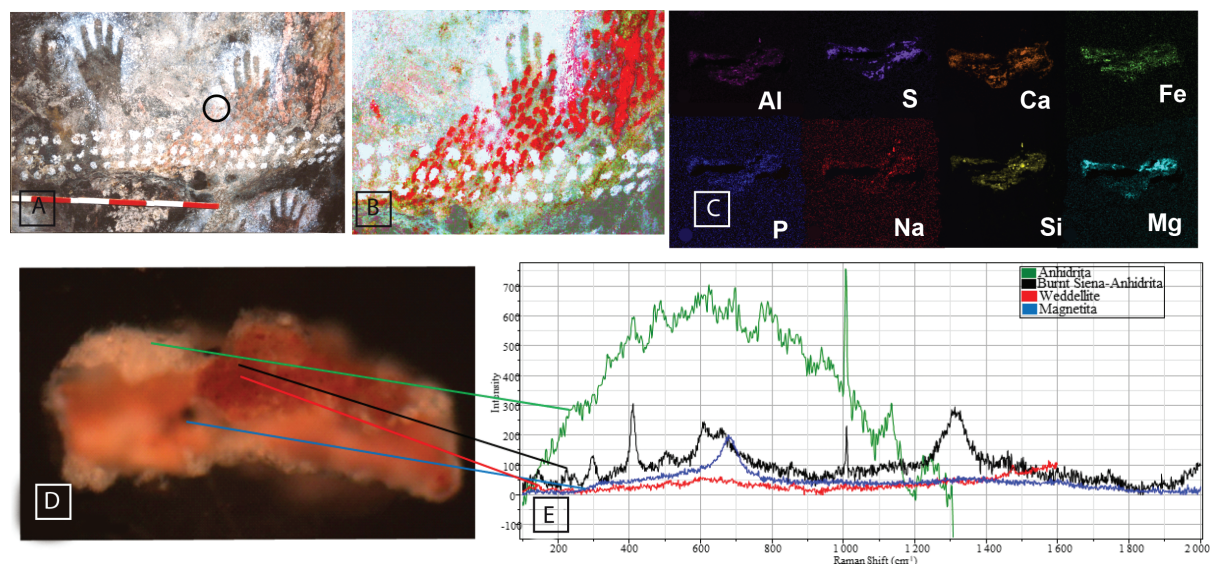 A
B
Al
S
Ca
Fe
P
Na
Si
Mg
C
D
Anhidrita
Burnt Siena-Anhidrita
Weddellite
Magnetita
Intensity
700
600
500
400
300
200
100
0
-100
200
400
600
800
1 000
1 200
1 400
1 600
1 800
2 000
Raman Shift (cm-1)
E